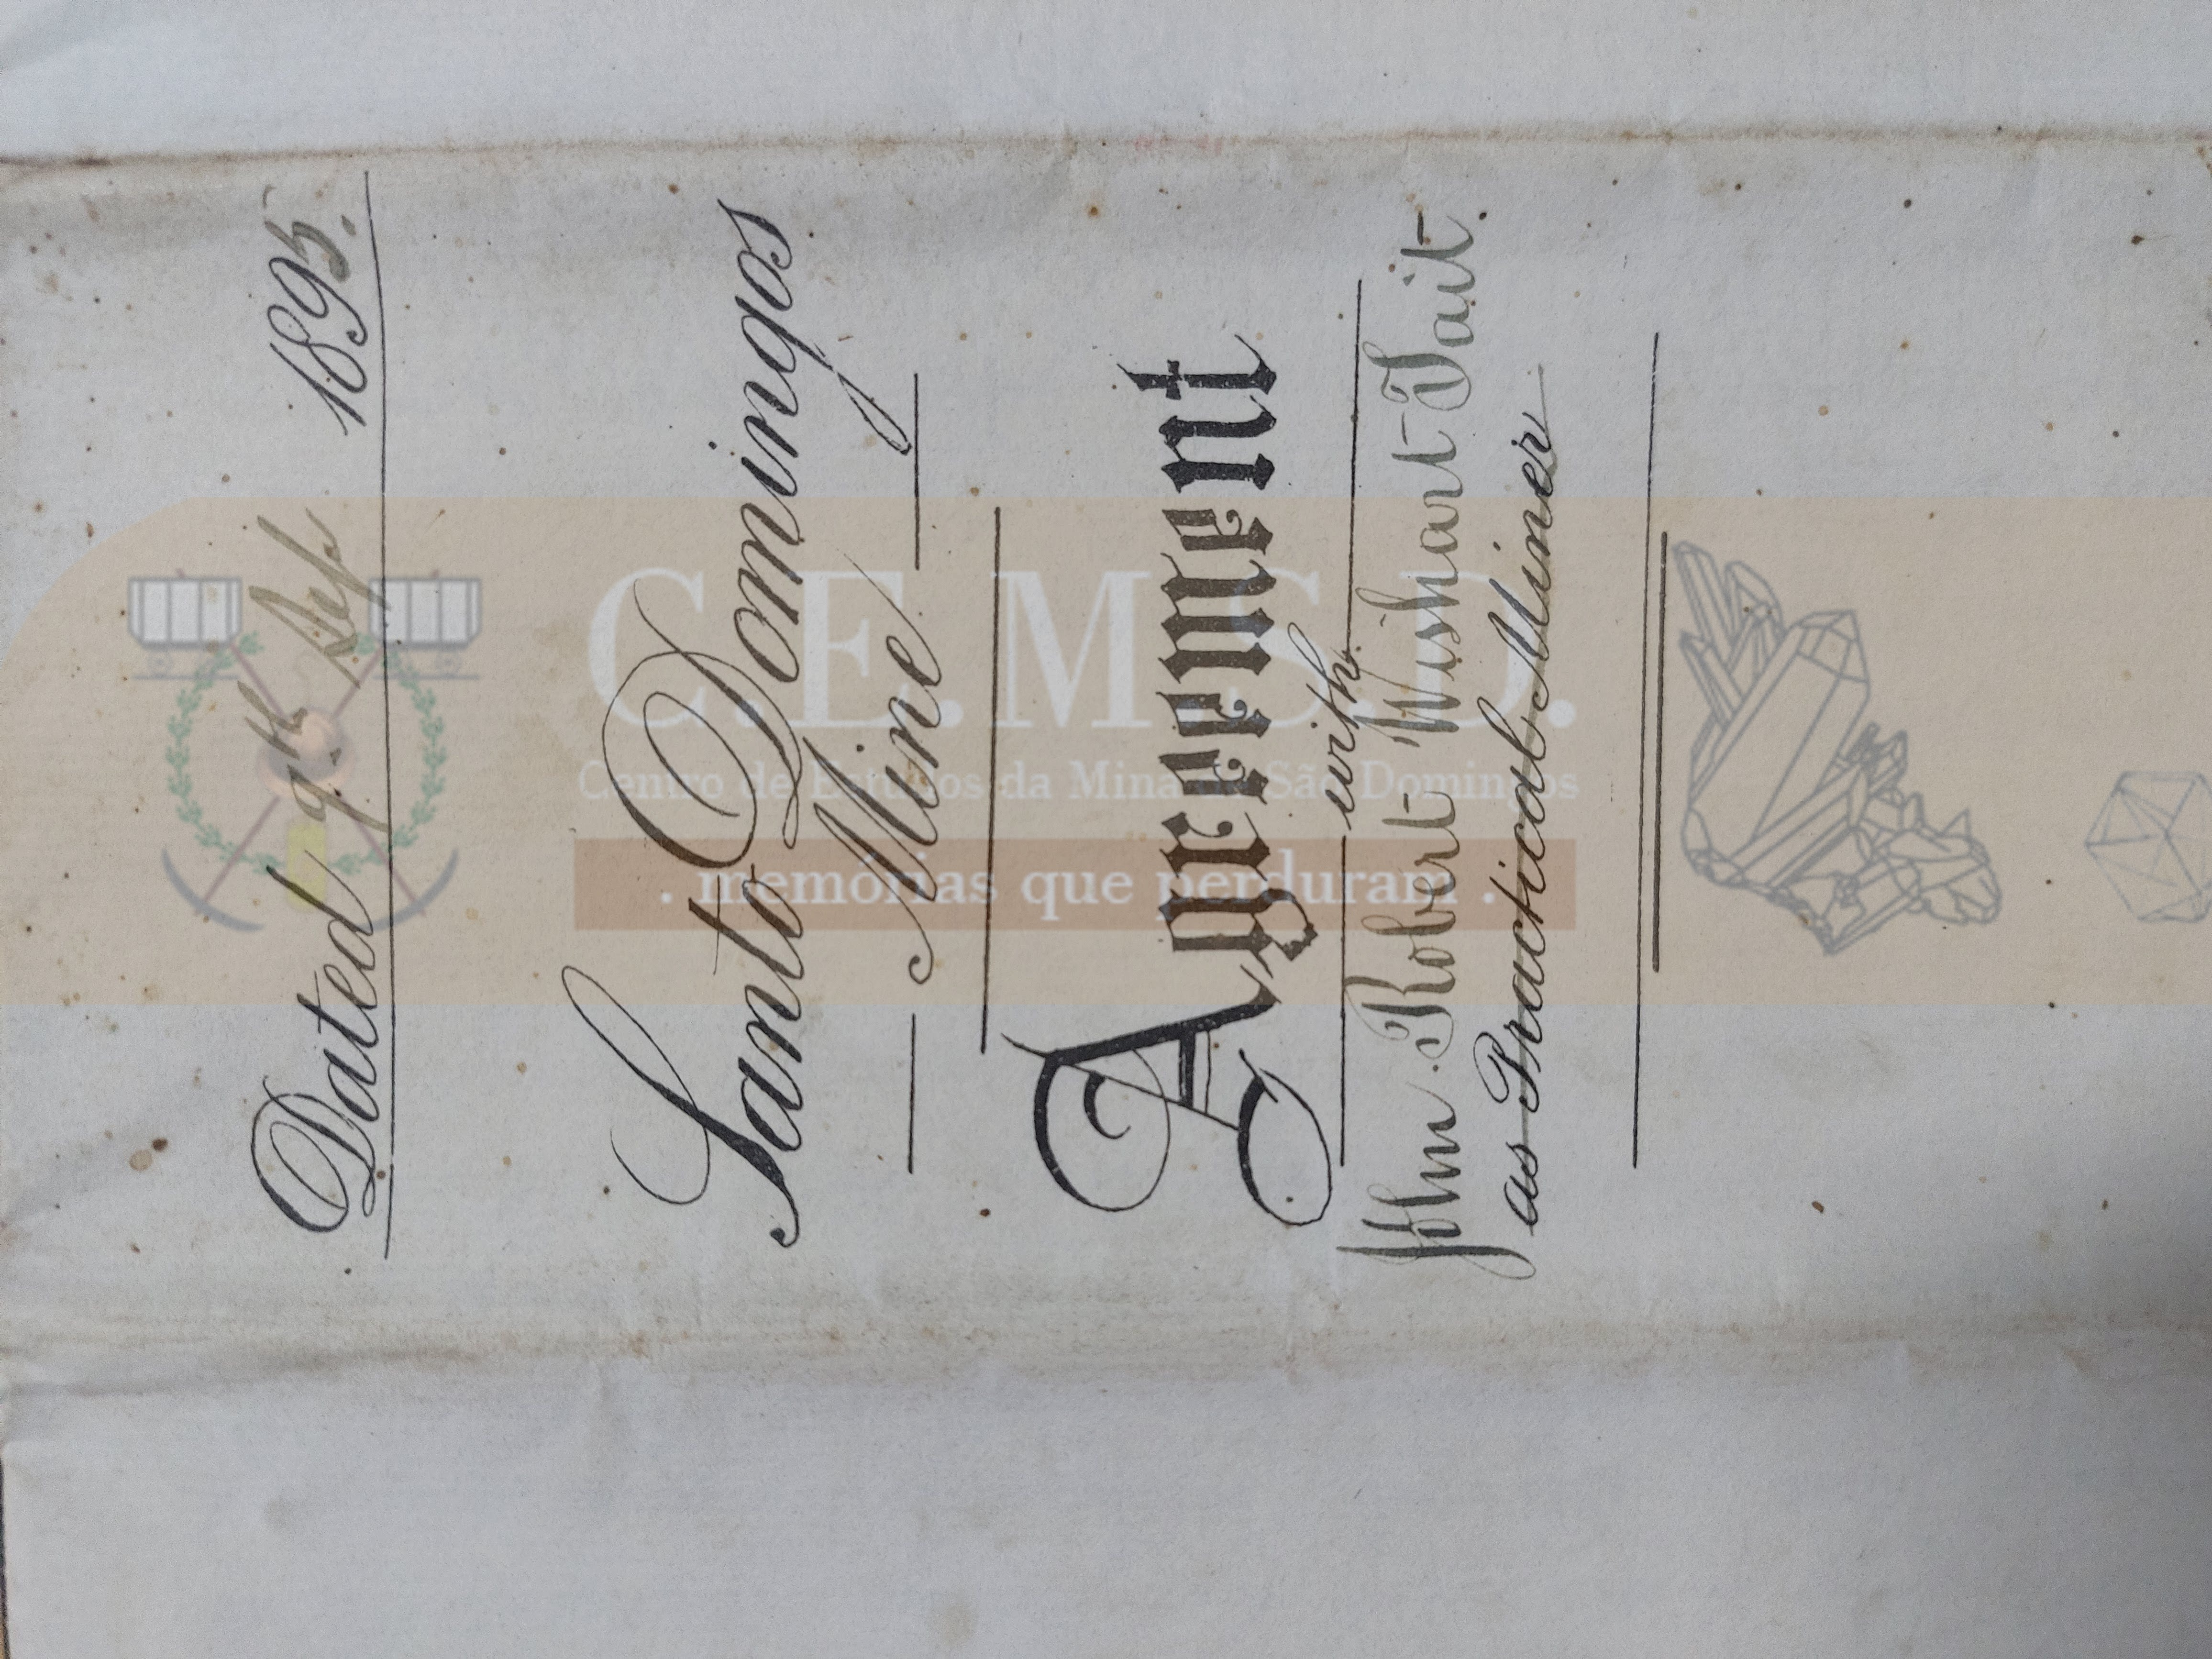 Dated 9th Sep 1895.
Santo Domingos
Mine
Agreement
with
John Robert Wishart Tait.
as Practical Miner
C.E.M.S.D.
Centro de Estudos da Mina de São Domingos
. memórias que perduram .